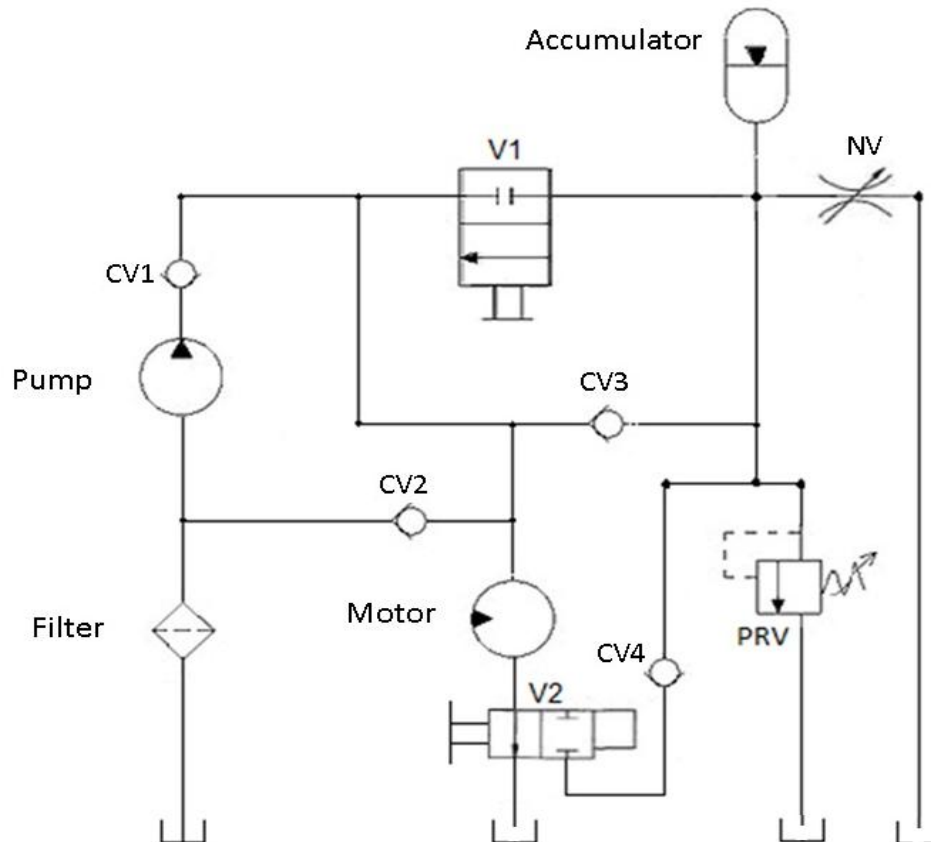 Accumulator
V1
NV
CV1
Pump
CV3
CV2
Filter
Motor
CV4
PRV
V2